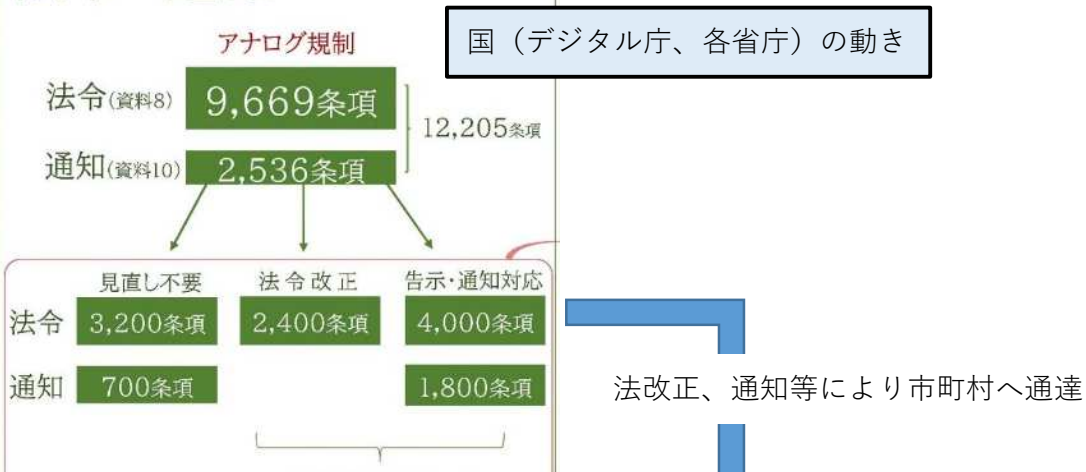 国（デジタル庁、各省庁）の動き
アナログ規制
法令(資料8) 9,669条項
12,205条項
通知(資料10) 2,536条項
見直し不要 法令改正 告示・通知対応
法令 3,200条項 2,400条項 4,000条項
通知 700条項 1,800条項
法改正、通知等により市町村へ通達